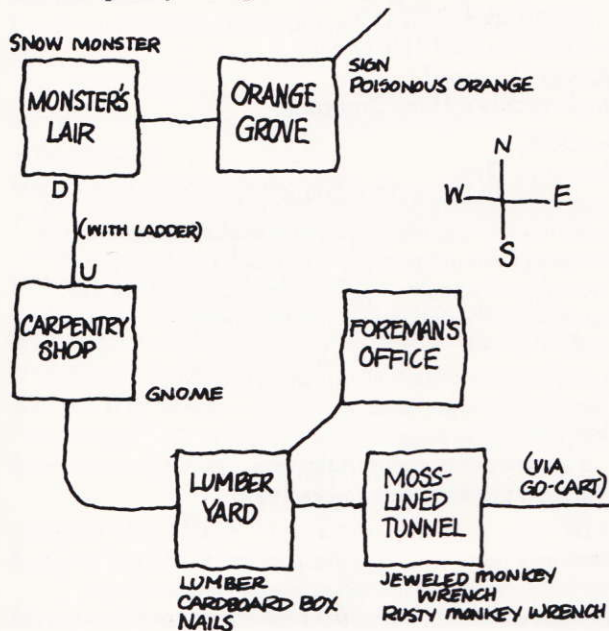 SNOW MONSTER
MONSTER'S
LAIR
ORANGE
GROVE
SIGN
POISONOUS ORANGE
N
W
E
S
D
(WITH LADDER)
U
CARPENTRY
SHOP
GNOME
FOREMAN'S
OFFICE
LUMBER
YARD
MOSS-
LINED
TUNNEL
(VIA
GO-CART)
LUMBER
CARDBOARD BOX
NAILS
JEWELED MONKEY
WRENCH
RUSTY MONKEY WRENCH